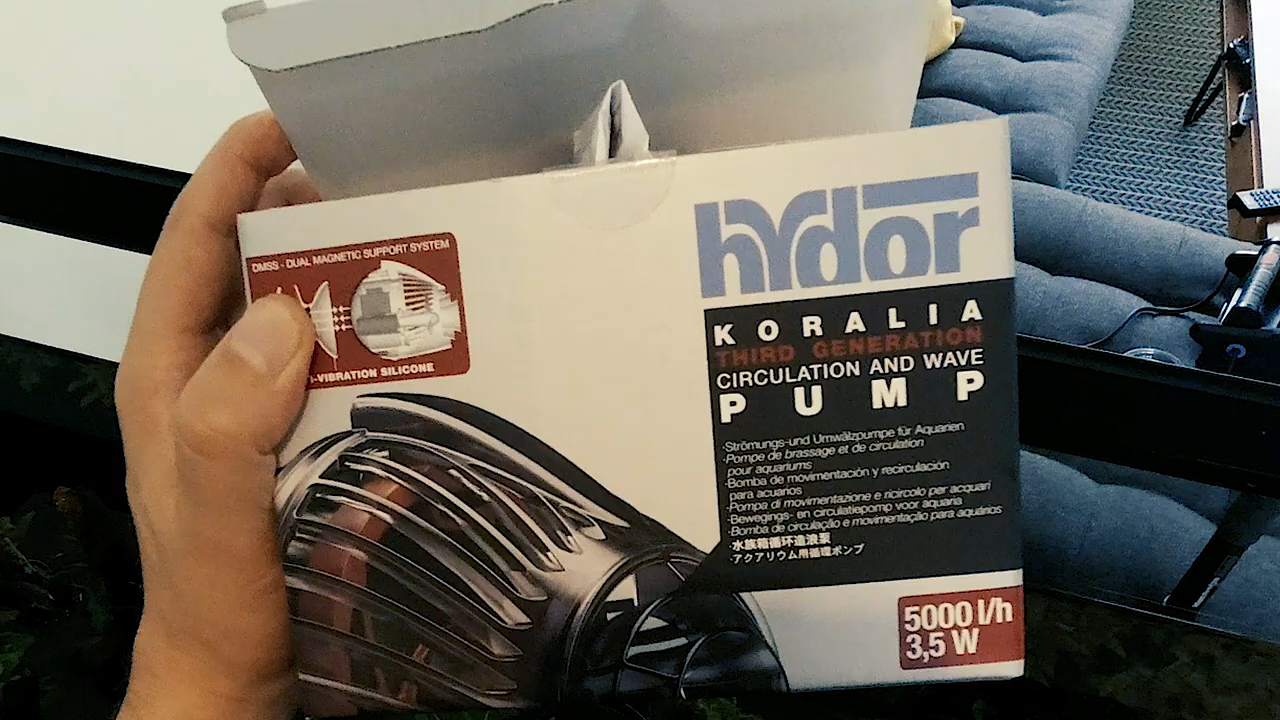 DMSS - DUAL MAGNETIC SUPPORT SYSTEM
-VIBRATION SILICONE
hydor
KORALIA
THIRD GENERATION
CIRCULATION AND WAVE
PUMP
·Strömungs-und Umwälzpumpe für Aquarien
·Pompe de brassage et de circulation
pour aquariums
·Bomba de movimentación y recirculación
para acuarios
·Pompa di movimentazione e ricircolo per acquari
·Bewegings- en circulatiepomp voor aquaria
·Bomba de circulação e movimentação para aquários
·水族箱循环造浪泵
·アクアリウム用循環ポンプ
5000 l/h
3,5 W